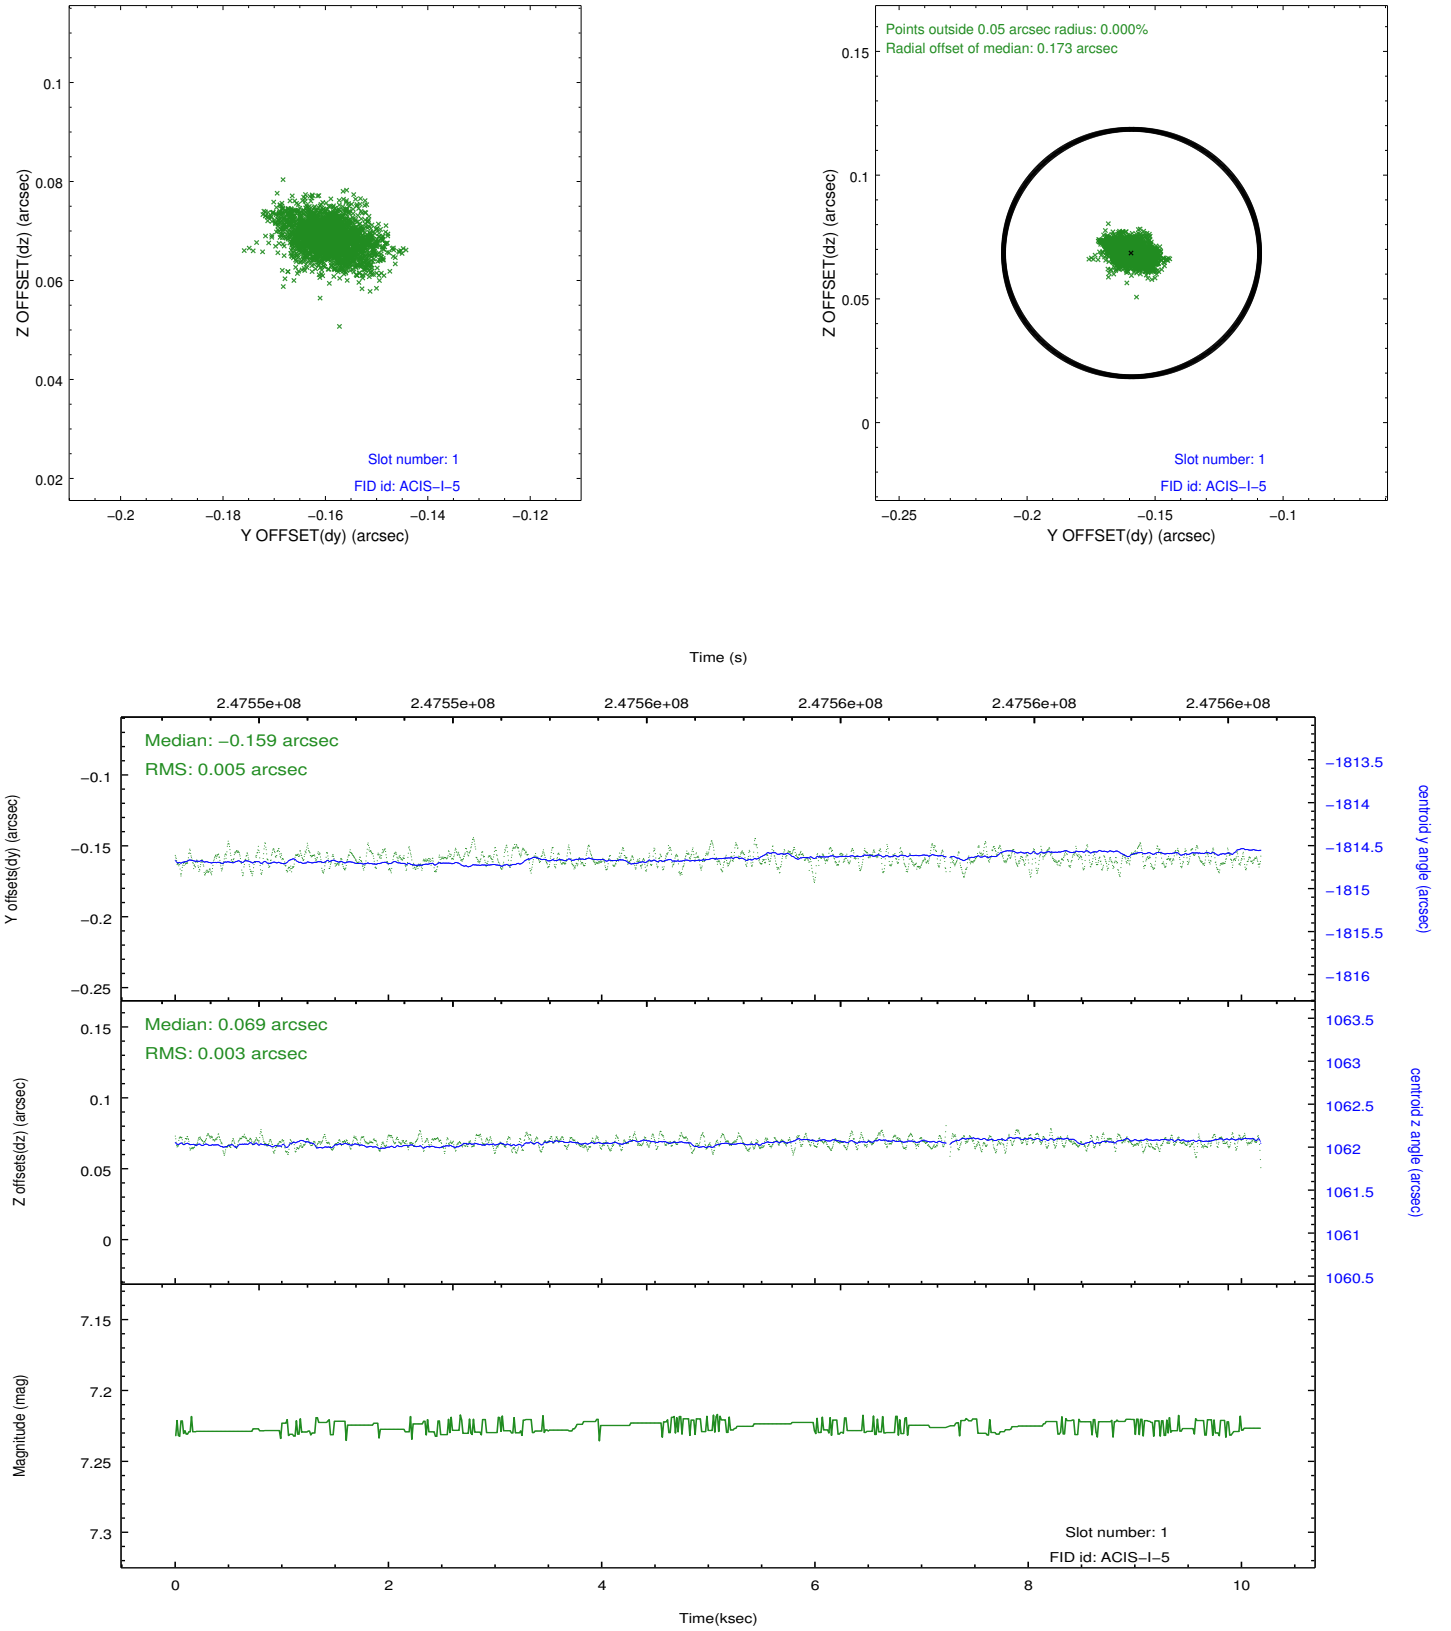 0.1
0.08
0.06
0.04
0.02
Z OFFSET(dz) (arcsec)
Slot number: 1
FID id: ACIS−I−5
−0.2
−0.18
−0.16
−0.14
−0.12
Y OFFSET(dy) (arcsec)
Points outside 0.05 arcsec radius: 0.000%
Radial offset of median: 0.173 arcsec
0.15
0.1
0.05
0
Z OFFSET(dz) (arcsec)
Slot number: 1
FID id: ACIS−I−5
−0.25
−0.2
−0.15
−0.1
Y OFFSET(dy) (arcsec)
Time (s)
2.4755e+08
2.4755e+08
2.4756e+08
2.4756e+08
2.4756e+08
2.4756e+08
Median: −0.159 arcsec
RMS: 0.005 arcsec
−0.1
−0.15
−0.2
−0.25
Y offsets(dy) (arcsec)
−1813.5
−1814
−1814.5
−1815
−1815.5
−1816
centroid y angle (arcsec)
Median: 0.069 arcsec
RMS: 0.003 arcsec
0.15
0.1
0.05
0
Z offsets(dz) (arcsec)
1063.5
1063
1062.5
1062
1061.5
1061
1060.5
centroid z angle (arcsec)
7.15
7.2
7.25
7.3
Magnitude (mag)
Slot number: 1
FID id: ACIS−I−5
0
2
4
6
8
10
Time(ksec)